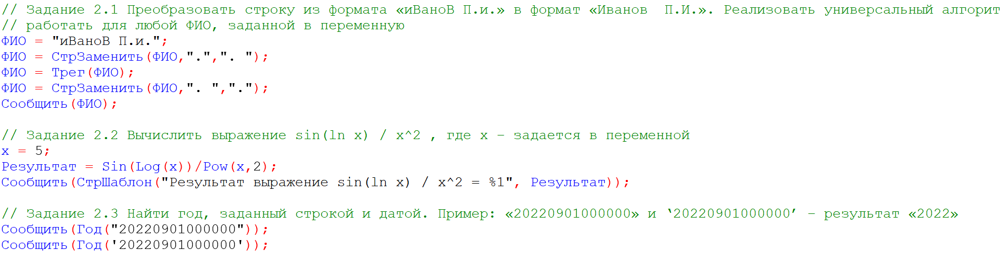 // Задание 2.1 Преобразовать строку из формата «иВаноВ П.и.» в формат «Иванов  П.И.». Реализовать универсальный алгорит
// работать для любой ФИО, заданной в переменную
ФИО = "иВаноВ П.и.";
ФИО = СтрЗаменить(ФИО,".",". ");
ФИО = Трег(ФИО);
ФИО = СтрЗаменить(ФИО,". ",".");
Сообщить(ФИО);
// Задание 2.2 Вычислить выражение sin(ln x) / x^2 , где x – задается в переменной
x = 5;
Результат = Sin(Log(x))/Pow(x,2);
Сообщить(СтрШаблон("Результат выражение sin(ln x) / x^2 = %1", Результат));
// Задание 2.3 Найти год, заданный строкой и датой. Пример: «20220901000000» и ‘20220901000000’ – результат «2022»
Сообщить(Год("20220901000000"));
Сообщить(Год('20220901000000'));